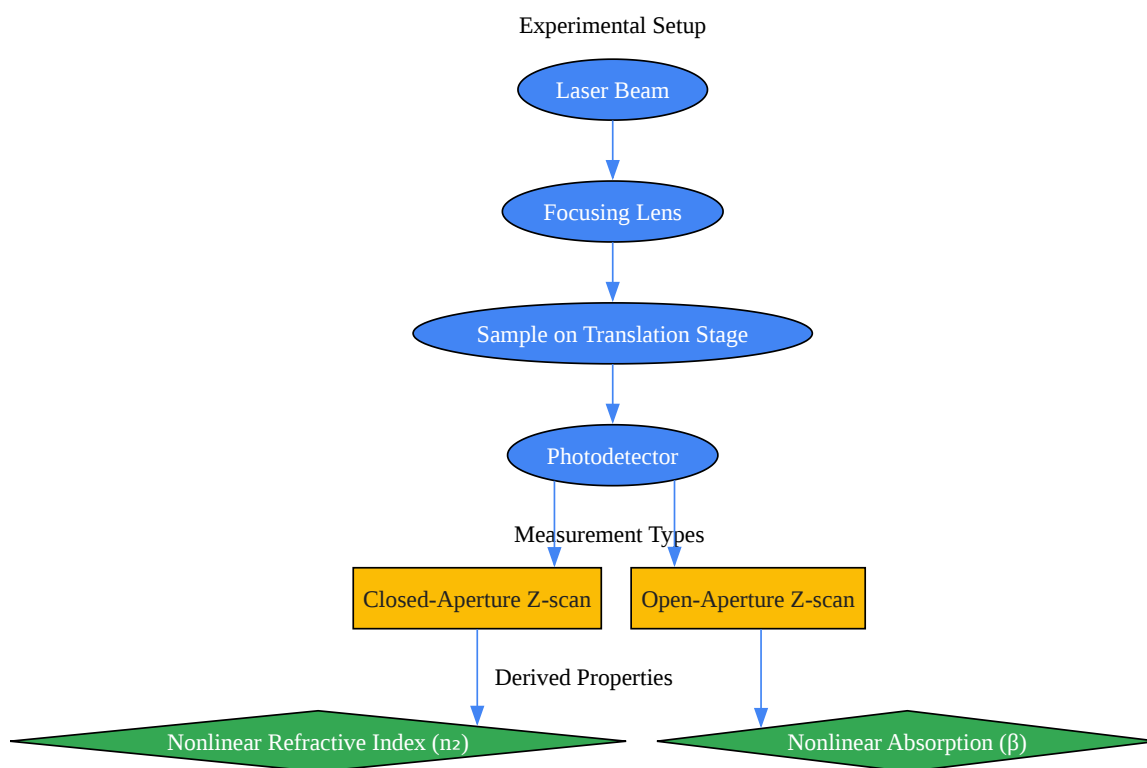 Experimental Setup
Laser Beam
Focusing Lens
Sample on Translation Stage
Photodetector
Measurement Types
Closed-Aperture Z-scan
Open-Aperture Z-scan
Derived Properties
Nonlinear Refractive Index (n₂)
Nonlinear Absorption (β)